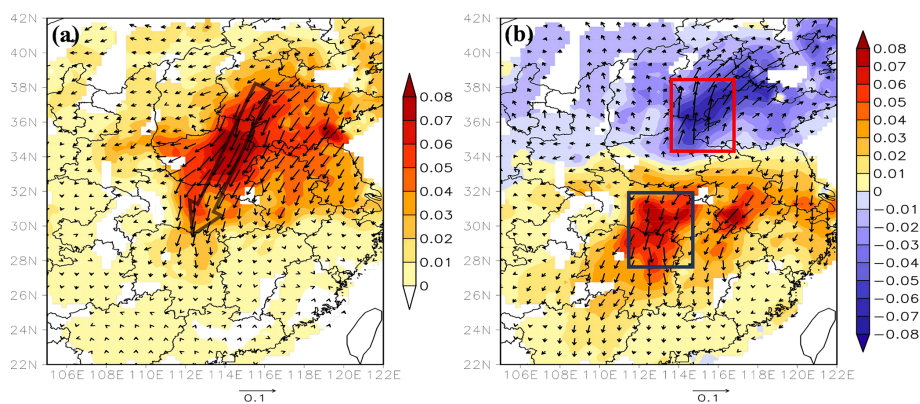 (a)
(b)
42N
40N
38N
36N
34N
32N
30N
28N
26N
24N
22N
106E 108E 110E 112E 114E 116E 118E 120E 122E
0.1
0.08
0.07
0.06
0.05
0.04
0.03
0.02
0.01
0
42N
40N
38N
36N
34N
32N
30N
28N
26N
24N
22N
106E 108E 110E 112E 114E 116E 118E 120E 122E
0.1
0.08
0.07
0.06
0.05
0.04
0.03
0.02
0.01
0
−0.01
−0.02
−0.03
−0.04
−0.05
−0.06
−0.07
−0.08